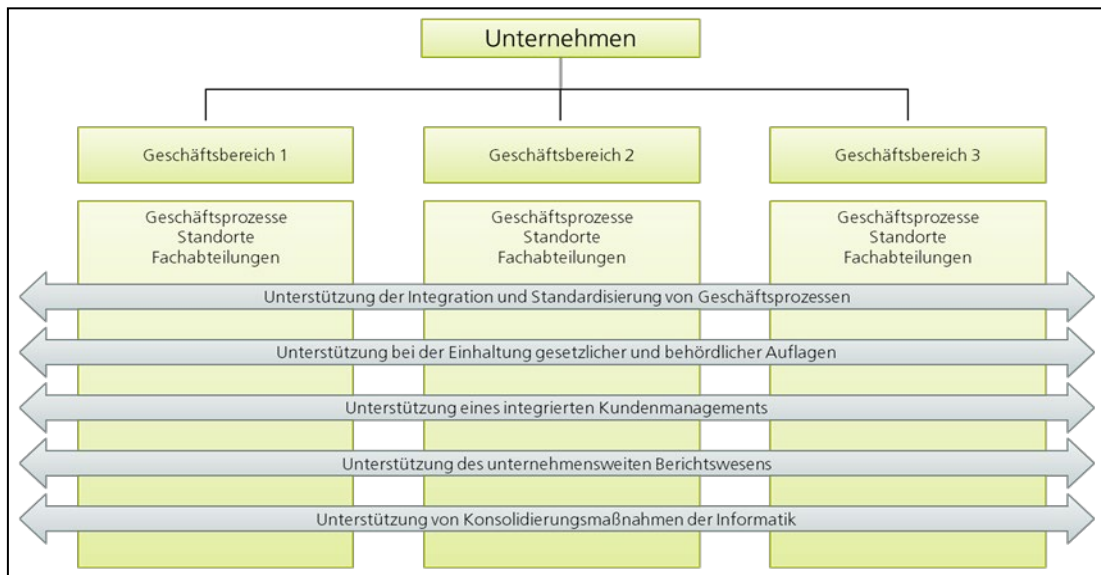 Unternehmen
Geschäftsbereich 1
Geschäftsbereich 2
Geschäftsbereich 3
Geschäftsprozesse
Standorte
Fachabteilungen
Geschäftsprozesse
Standorte
Fachabteilungen
Geschäftsprozesse
Standorte
Fachabteilungen
Unterstützung der Integration und Standardisierung von Geschäftsprozessen
Unterstützung bei der Einhaltung gesetzlicher und behördlicher Auflagen
Unterstützung eines integrierten Kundenmanagements
Unterstützung des unternehmensweiten Berichtswesens
Unterstützung von Konsolidierungsmaßnahmen der Informatik